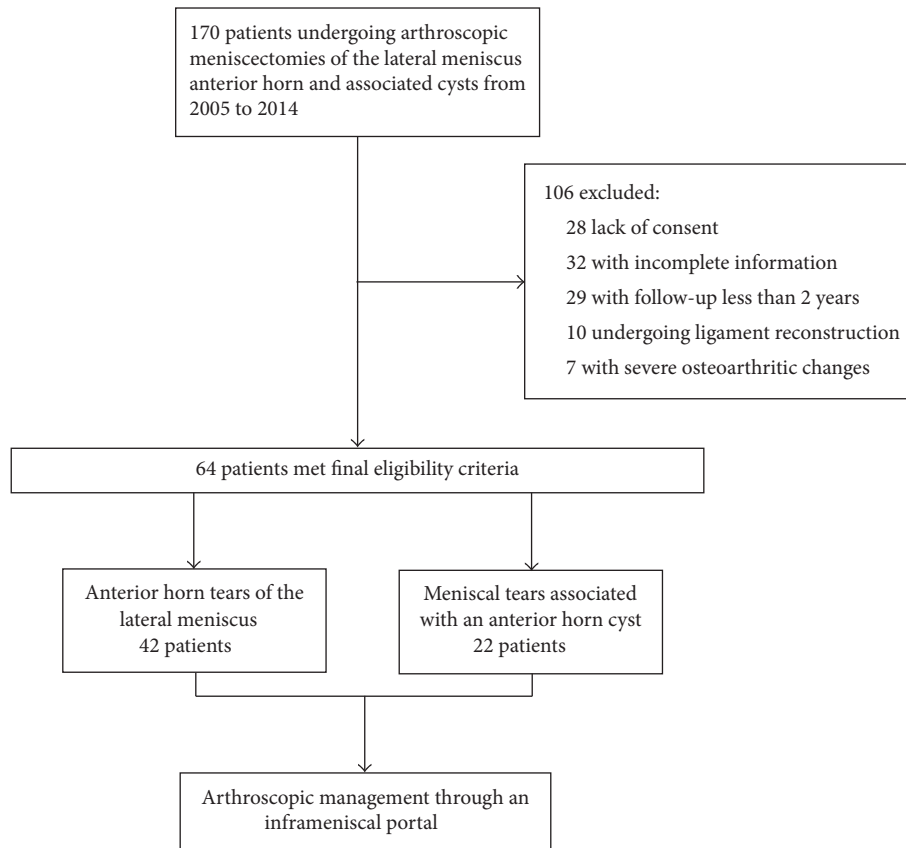 170 patients undergoing arthroscopic
meniscectomies of the lateral meniscus
anterior horn and associated cysts from
2005 to 2014
106 excluded:
28 lack of consent
32 with incomplete information
29 with follow-up less than 2 years
10 undergoing ligament reconstruction
7 with severe osteoarthritic changes
64 patients met final eligibility criteria
Anterior horn tears of the
lateral meniscus
42 patients
Meniscal tears associated
with an anterior horn cyst
22 patients
Arthroscopic management through an
inframeniscal portal